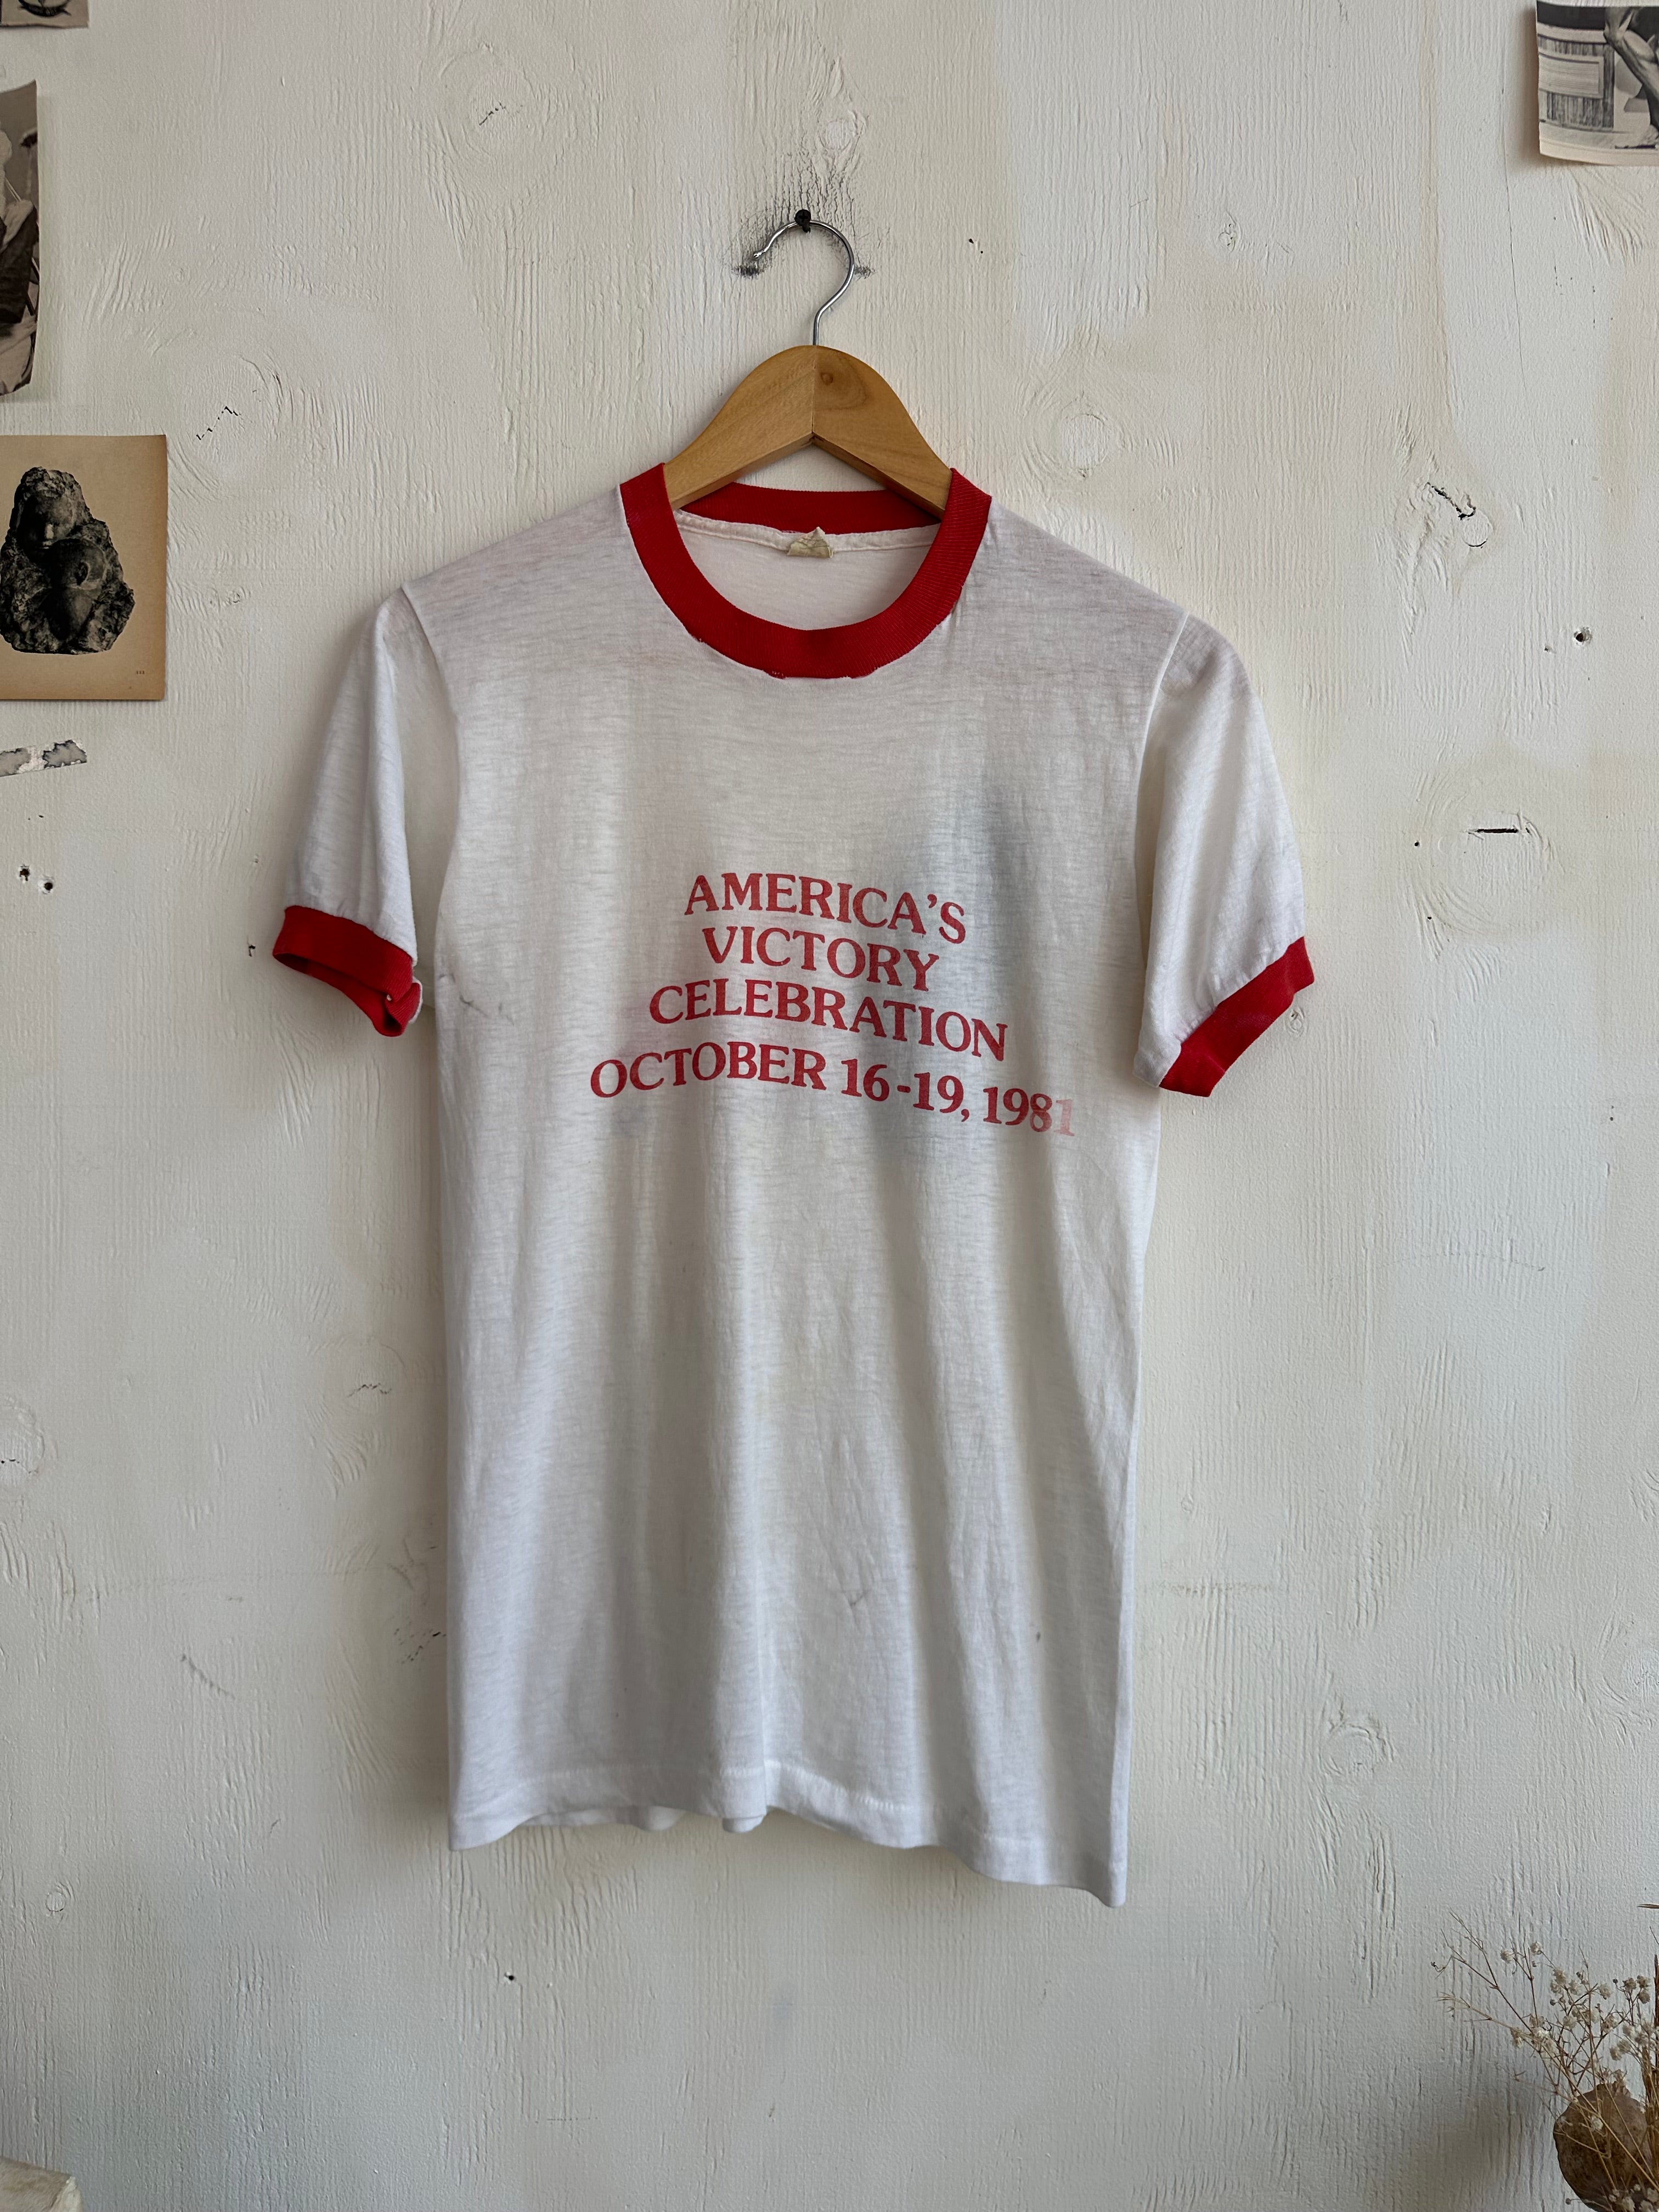 AMERICA'S
VICTORY
CELEBRATION
OCTOBER 16-19, 1981